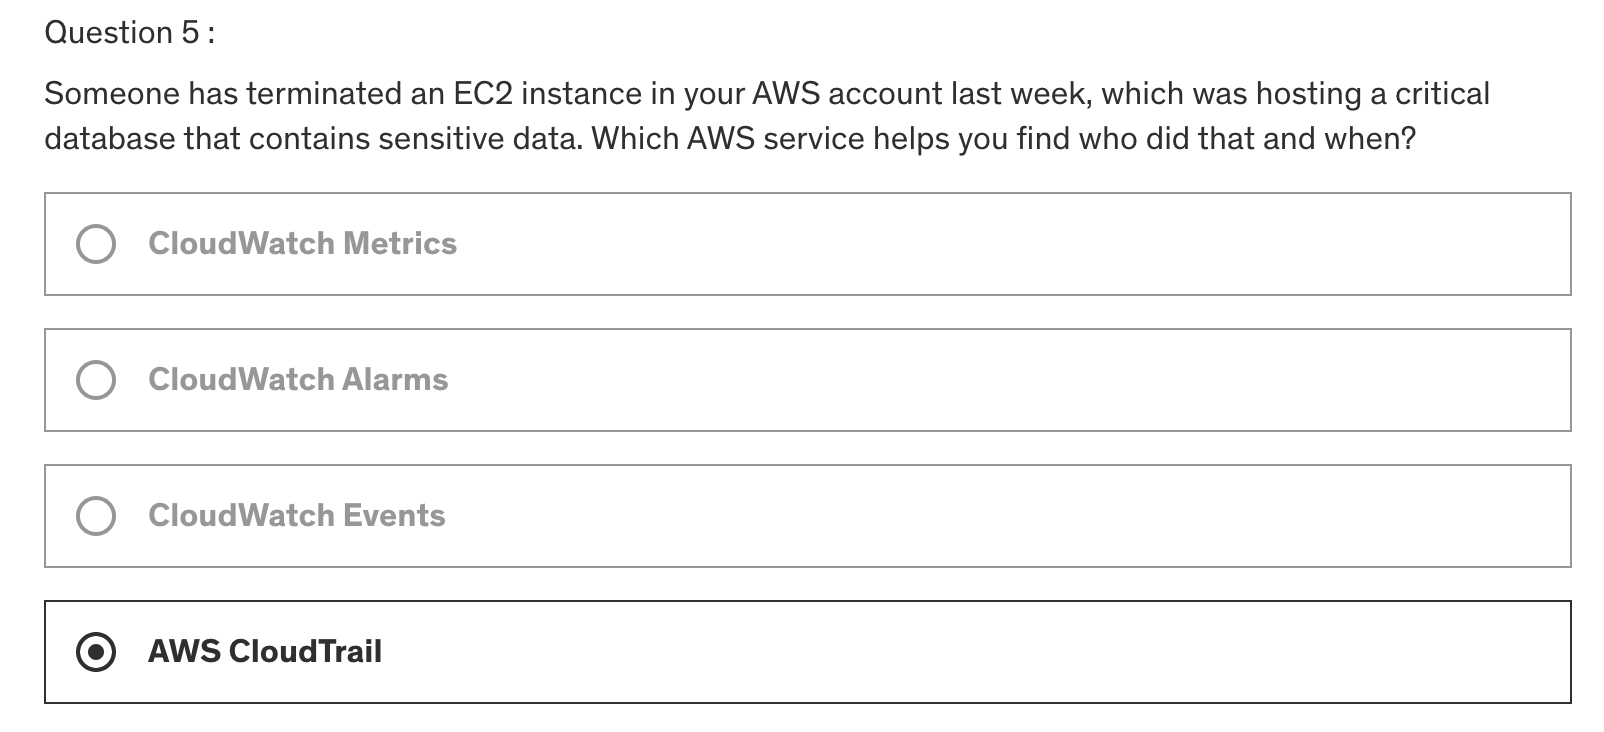 Question 5 :
Someone has terminated an EC2 instance in your AWS account last week, which was hosting a critical
database that contains sensitive data. Which AWS service helps you find who did that and when?
CloudWatch Metrics
CloudWatch Alarms
CloudWatch Events
AWS CloudTrail